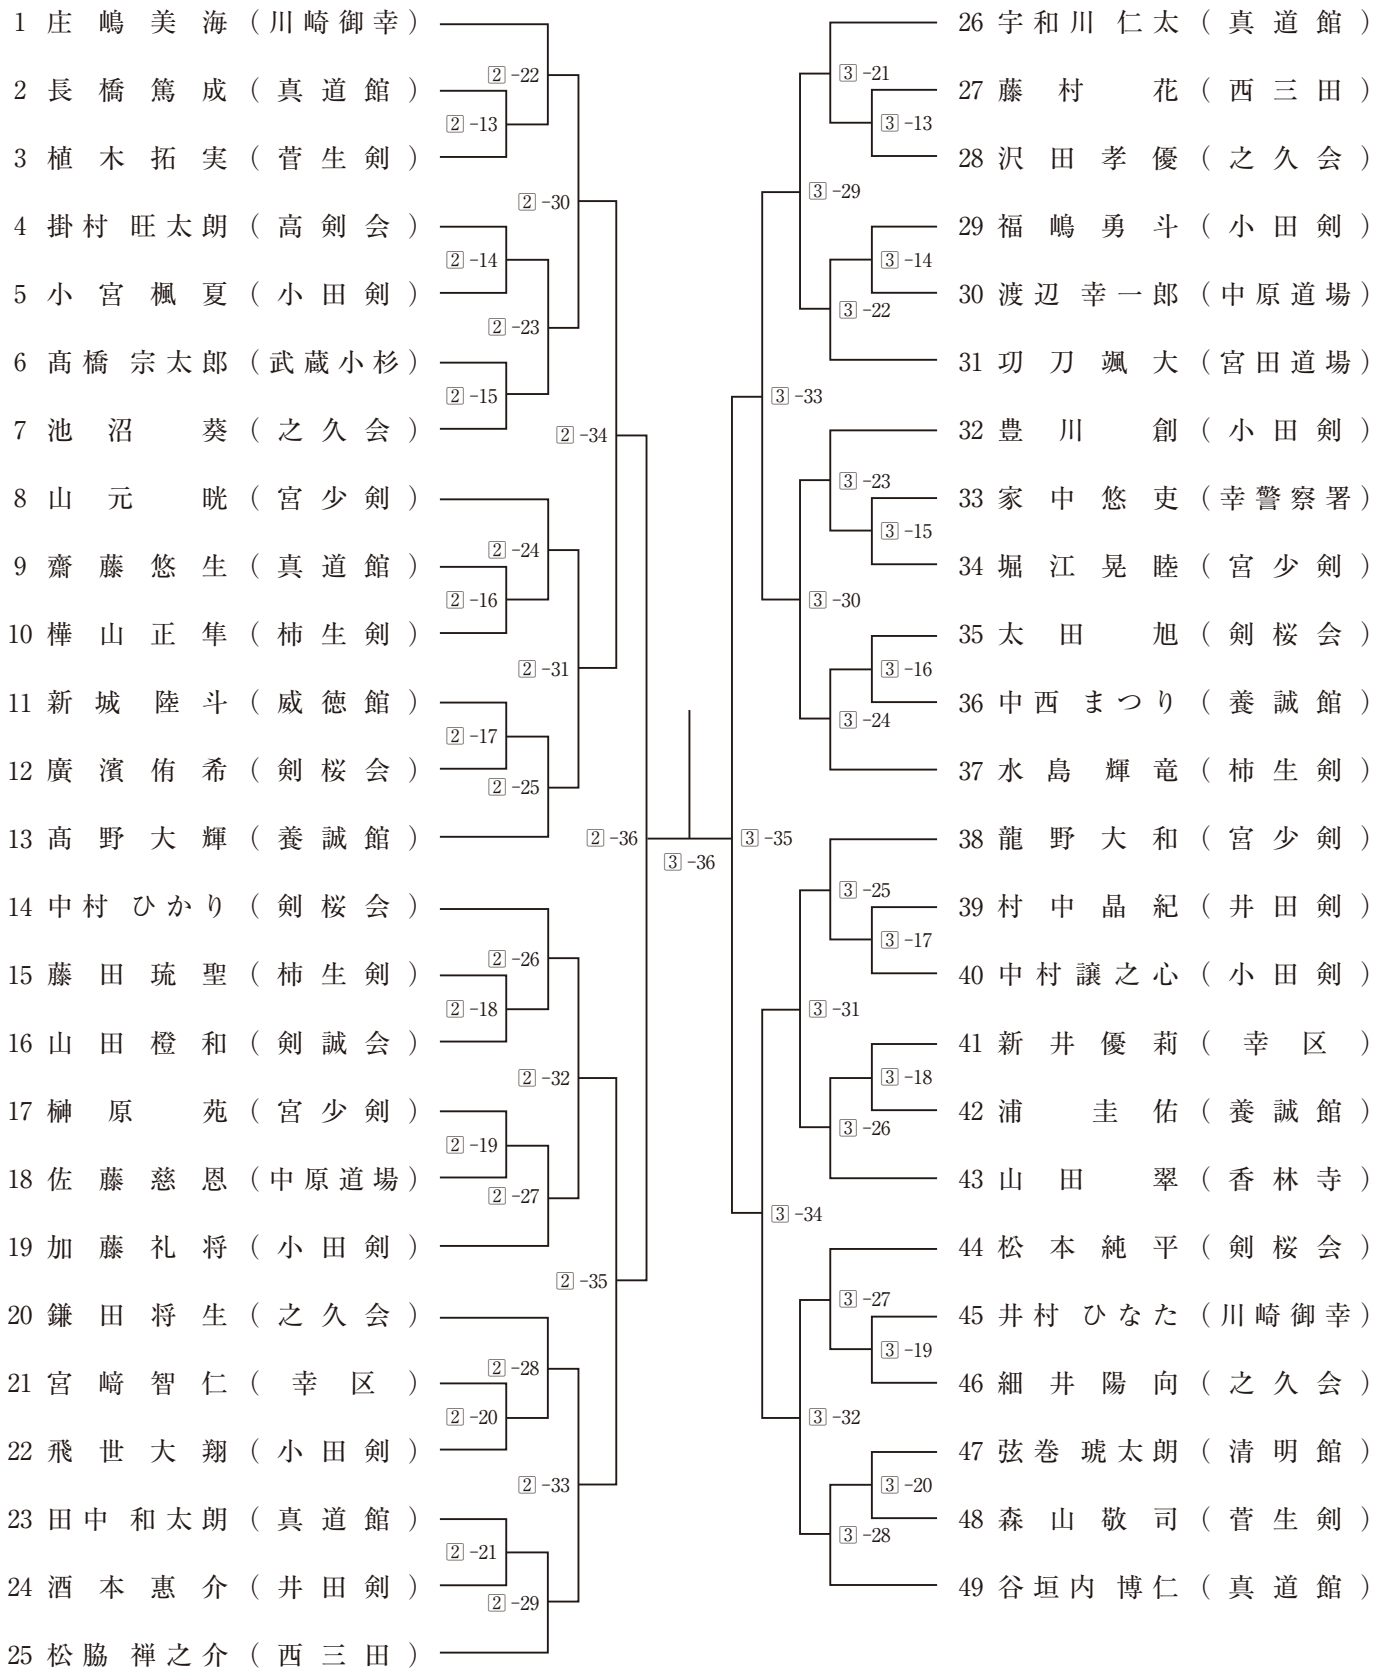 1 庄嶋美海（川崎御幸）
2-22
2 長橋篤成（真道館）
2-13
3 植木拓実（菅生剣）
2-30
4 掛村旺太朗（高剣会）
2-14
5 小宮楓夏（小田剣）
2-23
6 髙橋宗太郎（武蔵小杉）
2-15
7 池沼葵（之久会）
2-34
8 山元晄（宮少剣）
2-24
9 齋藤悠生（真道館）
2-16
10 樺山正隼（柿生剣）
2-31
11 新城陸斗（威徳館）
2-17
12 廣濱侑希（剣桜会）
2-25
13 髙野大輝（養誠館）
2-36
14 中村ひかり（剣桜会）
2-26
15 藤田琉聖（柿生剣）
2-18
16 山田橙和（剣誠会）
2-32
17 榊原苑（宮少剣）
2-19
18 佐藤慈恩（中原道場）
2-27
19 加藤礼将（小田剣）
2-35
20 鎌田将生（之久会）
2-28
21 宮﨑智仁（幸区）
2-20
22 飛世大翔（小田剣）
2-33
23 田中和太朗（真道館）
2-21
24 酒本惠介（井田剣）
2-29
25 松脇禅之介（西三田）
3-36
26 宇和川仁太（真道館）
3-21
27 藤村花（西三田）
3-13
28 沢田孝優（之久会）
3-29
29 福嶋勇斗（小田剣）
3-14
30 渡辺幸一郎（中原道場）
3-22
31 功刀颯大（宮田道場）
3-33
32 豊川創（小田剣）
3-23
33 家中悠吏（幸警察署）
3-15
34 堀江晃睦（宮少剣）
3-30
35 太田旭（剣桜会）
3-16
36 中西まつり（養誠館）
3-24
37 水島輝竜（柿生剣）
3-35
38 龍野大和（宮少剣）
3-25
39 村中晶紀（井田剣）
3-17
40 中村譲之心（小田剣）
3-31
41 新井優莉（幸区）
3-18
42 浦圭佑（養誠館）
3-26
43 山田翠（香林寺）
3-34
44 松本純平（剣桜会）
3-27
45 井村ひなた（川崎御幸）
3-19
46 細井陽向（之久会）
3-32
47 弦巻琥太朗（清明館）
3-20
48 森山敬司（菅生剣）
3-28
49 谷垣内博仁（真道館）